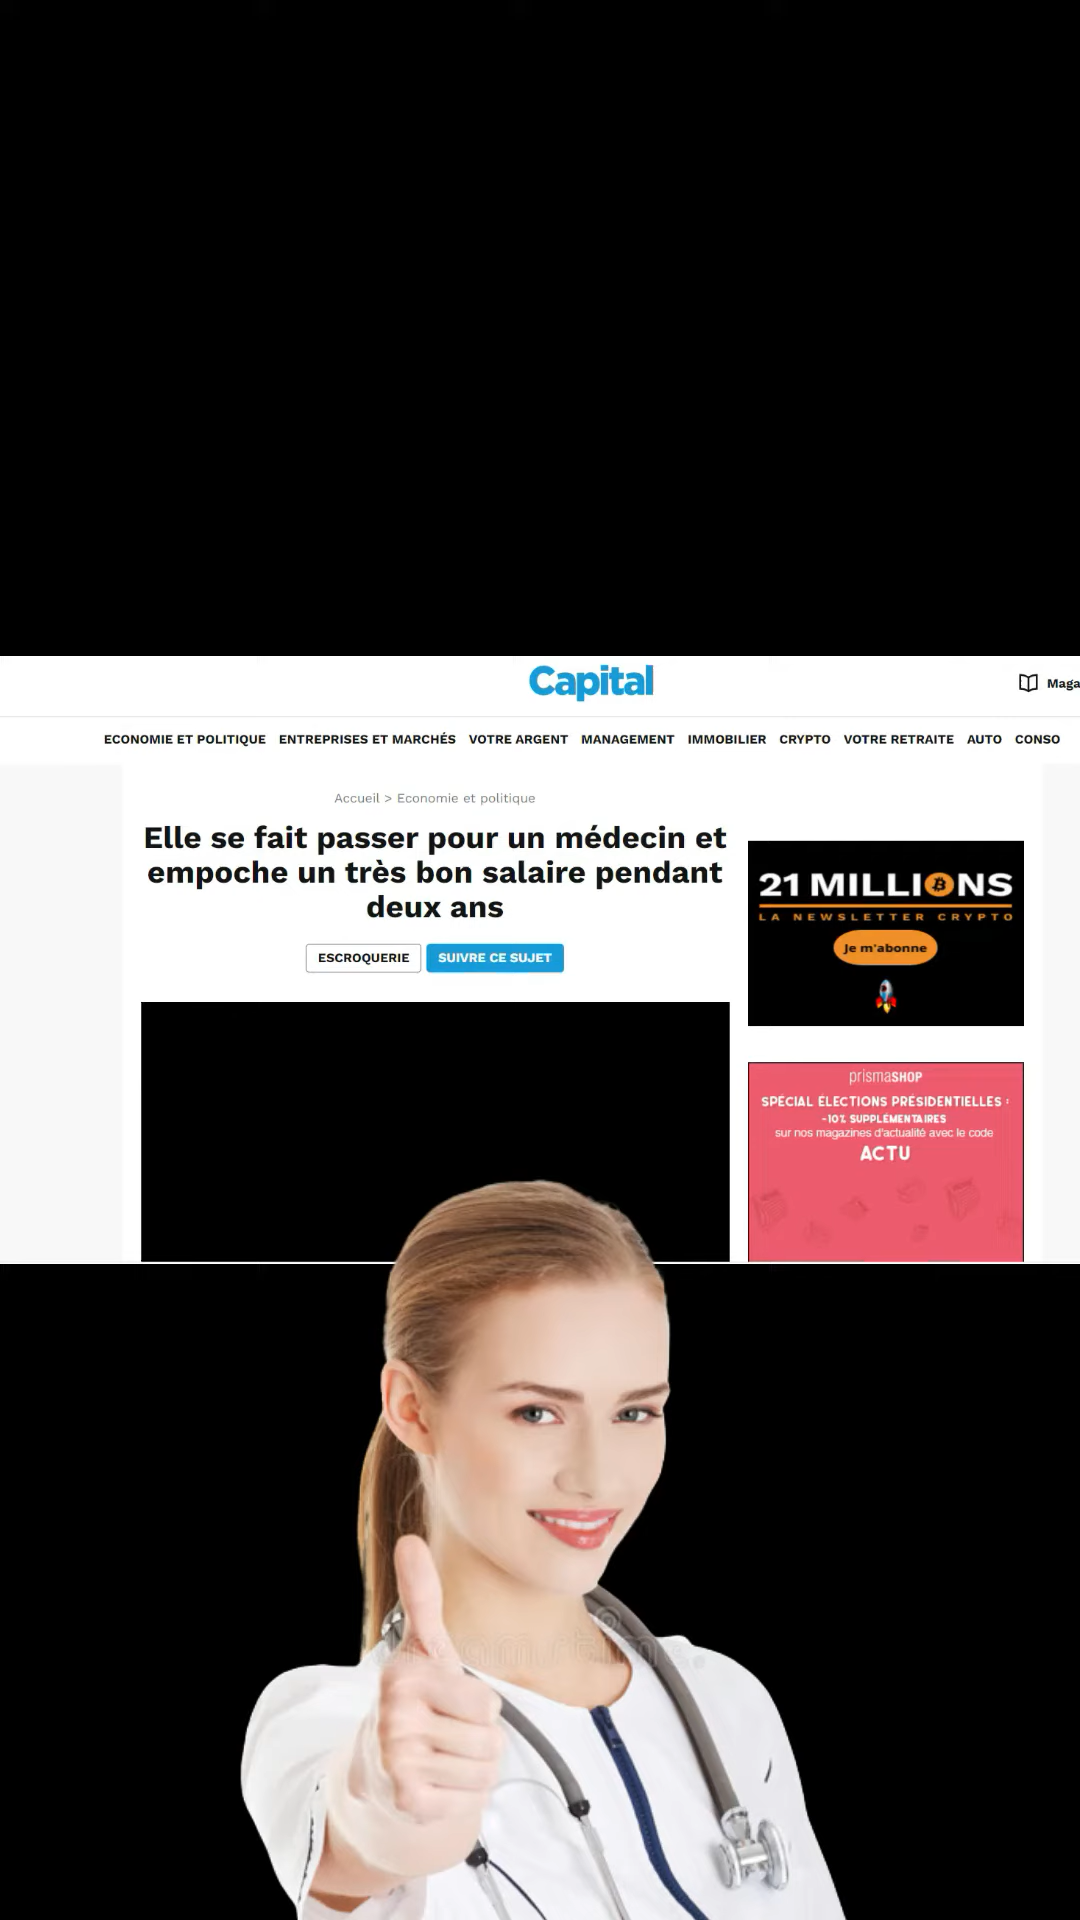 Capital
Maga
ECONOMIE ET POLITIQUE ENTREPRISES ET MARCHÉS VOTRE ARGENT MANAGEMENT IMMOBILIER CRYPTO VOTRE RETRAITE AUTO CONSO
Accueil > Economie et politique
Elle se fait passer pour un médecin et
empoche un très bon salaire pendant
deux ans
ESCROQUERIE SUIVRE CE SUJET
21 MILLIONS
LA NEWSLETTER CRYPTO
Je m'abonne
prismaSHOP
SPÉCIAL ÉLECTIONS PRÉSIDENTIELLES :
-10% SUPPLÉMENTAIRES
sur nos magazines d'actualité avec le code
ACTU
dreamstime.